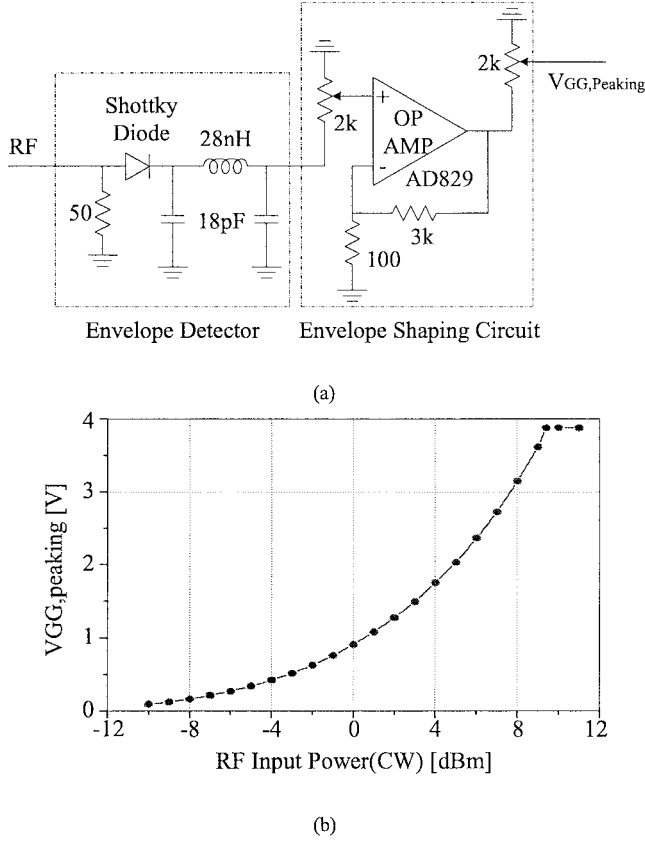 (a)
RF
Shottky
Diode
50
28nH
18pF
2k
+
-
OP
AMP
AD829
3k
100
2k
VGG,Peaking
Envelope Detector
Envelope Shaping Circuit
(a)
VGG,peaking [V]
4
3
2
1
0
-12
-8
-4
0
4
8
12
RF Input Power(CW) [dBm]
(b)